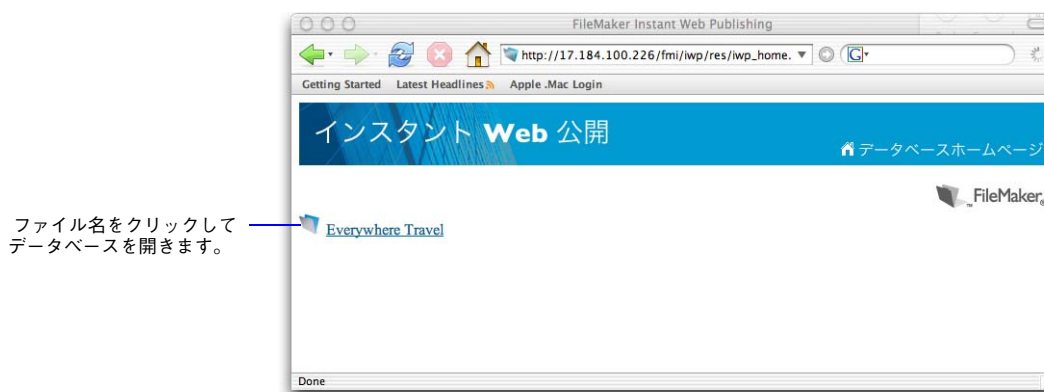 FileMaker Instant Web Publishing
http://17.184.100.226/fmi/iwp/res/iwp_home.
G
Getting Started Latest Headlines Apple .Mac Login
インスタント Web 公開
データベースホームページ
FileMaker
ファイル名をクリックして
データベースを開きます。
Everywhere Travel
Done